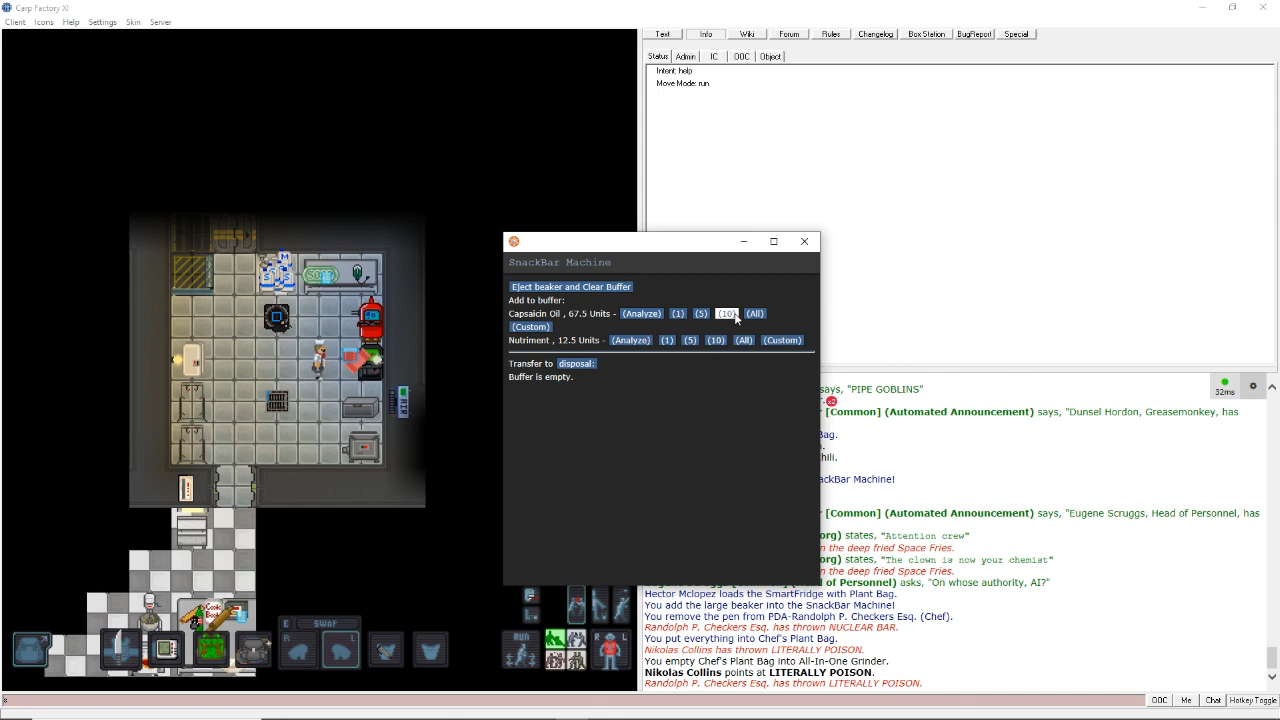 Carp Factory XI
Client Icons Help Settings Skin Server
Text Info Wiki Forum Rules Changelog Box Station BugReport Special
Status Admin IC OOC Object
Intent: help
Move Mode: run
SnackBar Machine
Eject beaker and Clear Buffer
Add to buffer:
Capsaicin Oil , 67.5 Units - (Analyze) (1) (5) (10) (All)
(Custom)
Nutriment , 12.5 Units - (Analyze) (1) (5) (10) (All) (Custom)
Transfer to disposal:
Buffer is empty.
32ms
says, "PIPE GOBLINS"
x2
r [Common] (Automated Announcement) says, "Dunsel Hordon, Greasemonkey, has
Bag.
hili.
ackBar Machine!
r [Common] (Automated Announcement) says, "Eugene Scruggs, Head of Personnel, has
org) states, "Attention crew"
n the deep fried Space Fries.
org) states, "The clown is now your chemist"
n the deep fried Space Fries.
d of Personnel) asks, "On whose authority, AI?"
Hector Mclopez loads the SmartFridge with Plant Bag.
You add the large beaker into the SnackBar Machine!
You remove the pen from PDA-Randolph P. Checkers Esq. (Chef).
Randolph P. Checkers Esq. has thrown NUCLEAR BAR.
You put everything into Chef's Plant Bag.
Nikolas Collins has thrown LITERALLY POISON.
You empty Chef's Plant Bag into All-In-One Grinder.
Nikolas Collins points at LITERALLY POISON.
Randolph P. Checkers Esq. has thrown LITERALLY POISON.
E SWAP
R L
RUN
R L
OOC Me Chat Hotkey Toggle